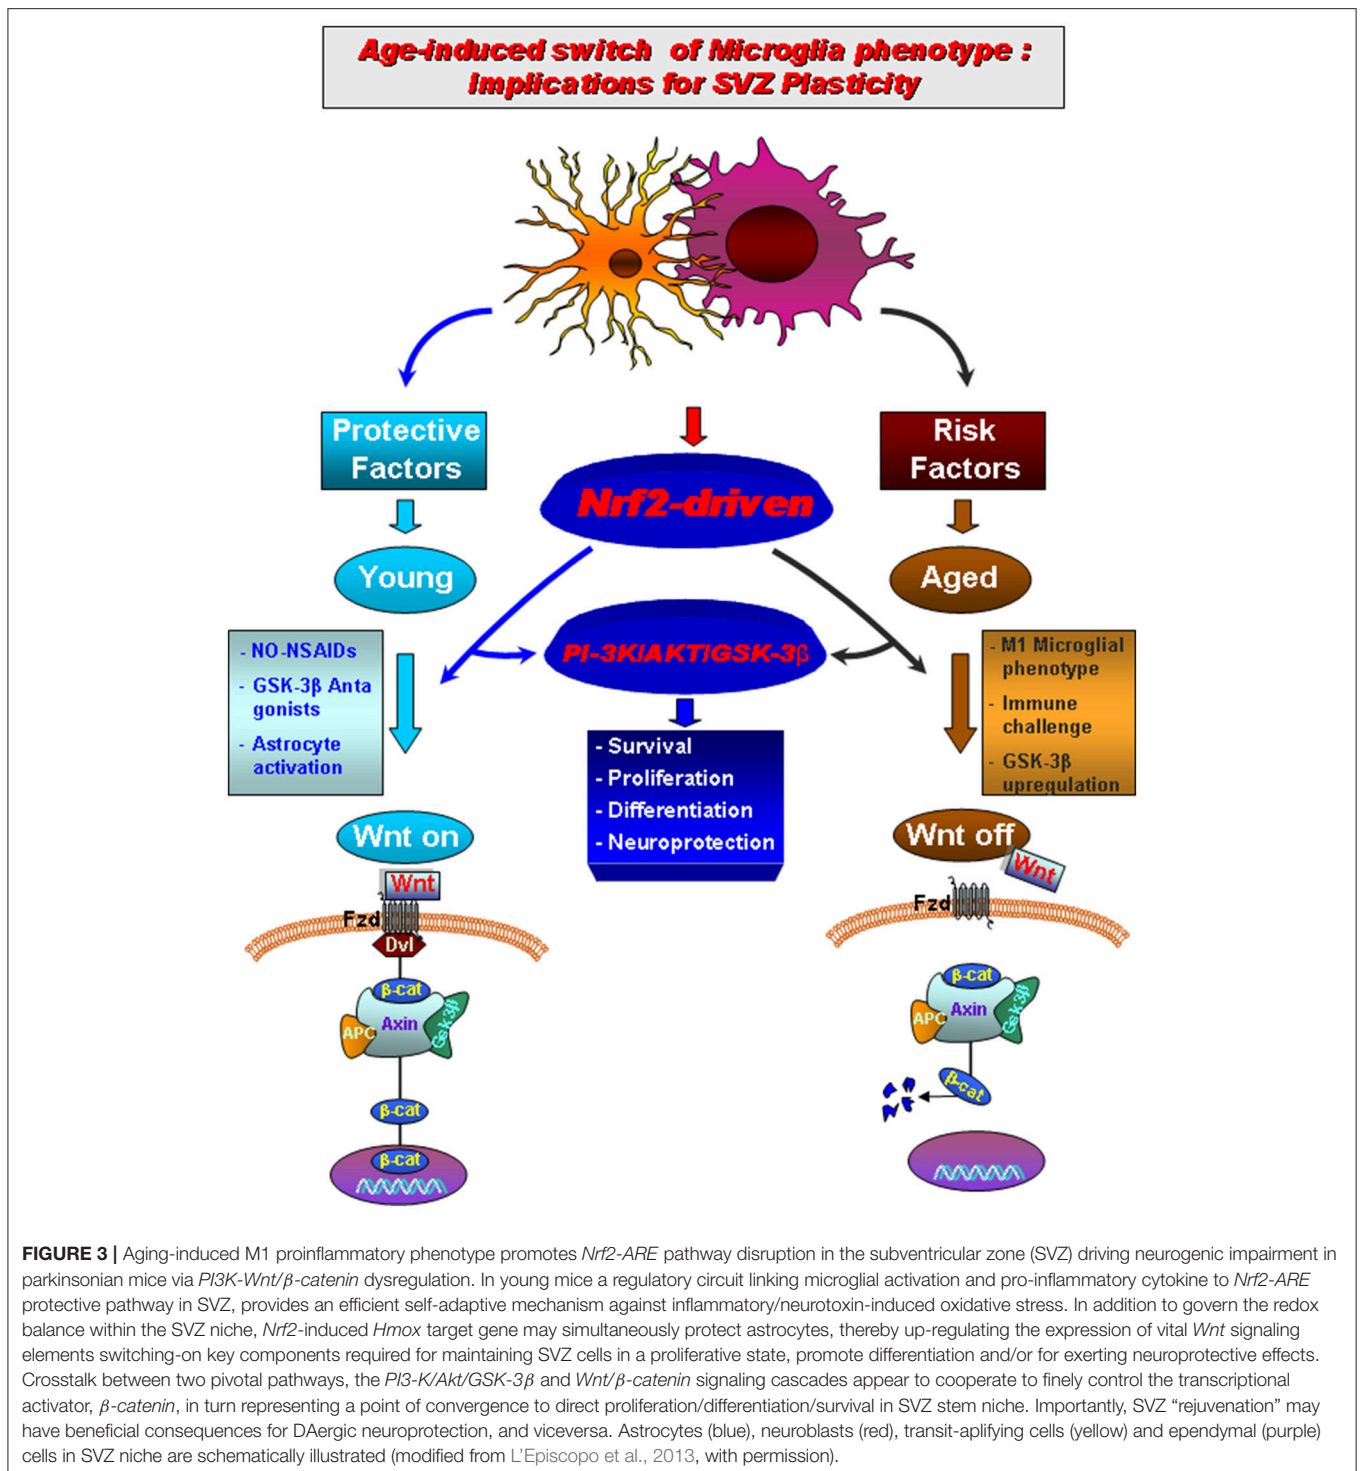 Age-induced switch of Microglia phenotype :
Implications for SVZ Plasticity
Protective
Factors
Risk
Factors
Nrf2-driven
Young
Aged
PI-3K/AKT/GSK-3β
- NO-NSAIDs
- GSK-3β Anta
gonists
- Astrocyte
activation
- M1 Microglial
phenotype
- Immune
challenge
- GSK-3β
upregulation
- Survival
- Proliferation
- Differentiation
- Neuroprotection
Wnt on
Wnt
Fzd
Dvl
β-cat
Axin
APC
Gsk3β
β-cat
β-cat
Wnt off
Wnt
Fzd
β-cat
Axin
APC
Gsk3β
β-cat
FIGURE 3 | Aging-induced M1 proinflammatory phenotype promotes Nrf2-ARE pathway disruption in the subventricular zone (SVZ) driving neurogenic impairment in
parkinsonian mice via PI3K-Wnt/β-catenin dysregulation. In young mice a regulatory circuit linking microglial activation and pro-inflammatory cytokine to Nrf2-ARE
protective pathway in SVZ, provides an efficient self-adaptive mechanism against inflammatory/neurotoxin-induced oxidative stress. In addition to govern the redox
balance within the SVZ niche, Nrf2-induced Hmox target gene may simultaneously protect astrocytes, thereby up-regulating the expression of vital Wnt signaling
elements switching-on key components required for maintaining SVZ cells in a proliferative state, promote differentiation and/or for exerting neuroprotective effects.
Crosstalk between two pivotal pathways, the PI3-K/Akt/GSK-3β and Wnt/β-catenin signaling cascades appear to cooperate to finely control the transcriptional
activator, β-catenin, in turn representing a point of convergence to direct proliferation/differentiation/survival in SVZ stem niche. Importantly, SVZ “rejuvenation” may
have beneficial consequences for DAergic neuroprotection, and viceversa. Astrocytes (blue), neuroblasts (red), transit-aplifying cells (yellow) and ependymal (purple)
cells in SVZ niche are schematically illustrated (modified from L’Episcopo et al., 2013, with permission).